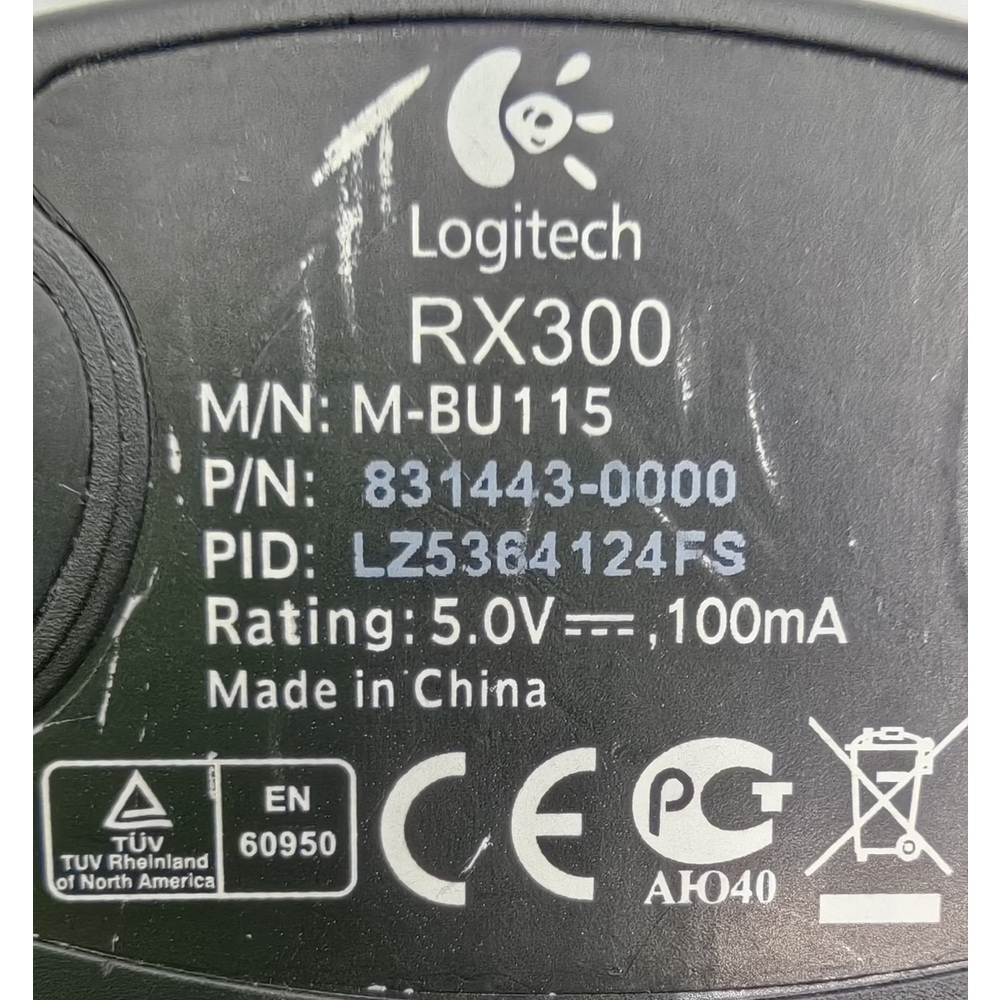 Logitech
RX300
M/N: M-BU115
P/N: 831443-0000
PID: LZ5364124FS
Rating: 5.0V⎓,100mA
Made in China
TÜV
TUV Rheinland
of North America
EN
60950
CE
РСТ
АЮ40